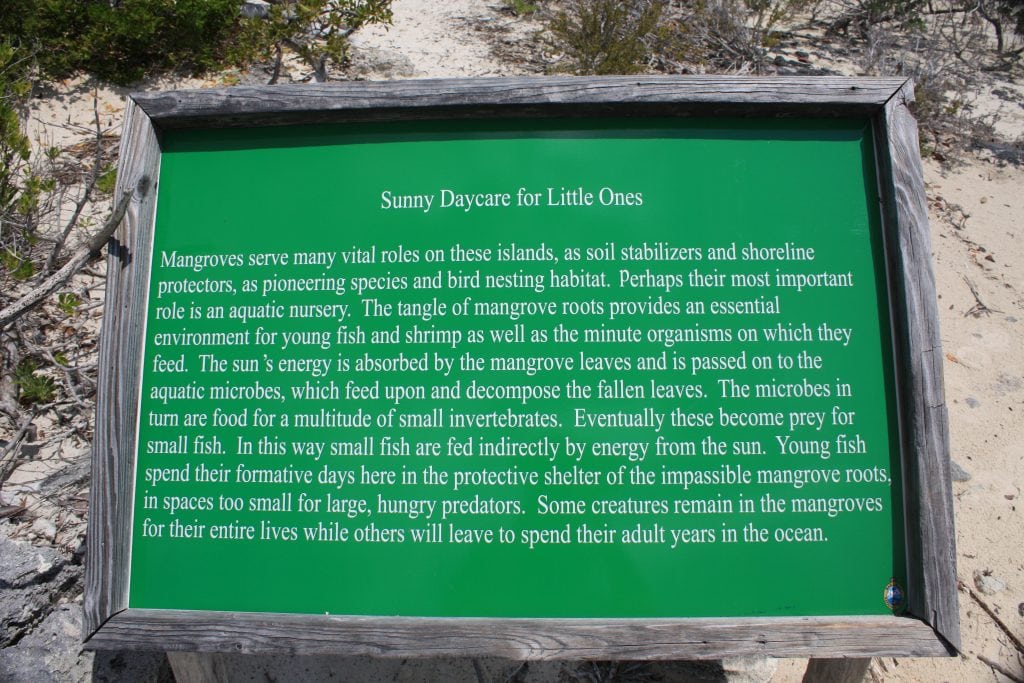 Sunny Daycare for Little Ones
Mangroves serve many vital roles on these islands, as soil stabilizers and shoreline
protectors, as pioneering species and bird nesting habitat.  Perhaps their most important
role is an aquatic nursery.  The tangle of mangrove roots provides an essential
environment for young fish and shrimp as well as the minute organisms on which they
feed.  The sun's energy is absorbed by the mangrove leaves and is passed on to the
aquatic microbes, which feed upon and decompose the fallen leaves.  The microbes in
turn are food for a multitude of small invertebrates.  Eventually these become prey for
small fish.  In this way small fish are fed indirectly by energy from the sun.  Young fish
spend their formative days here in the protective shelter of the impassible mangrove roots,
in spaces too small for large, hungry predators.  Some creatures remain in the mangroves
for their entire lives while others will leave to spend their adult years in the ocean.